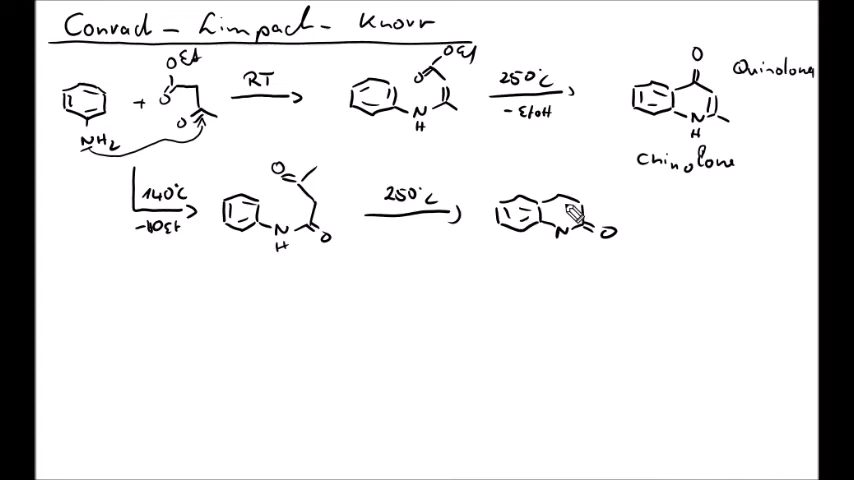 Conrad - Limpach - Knorr
OEt
O
O
+
NH2
RT
OEt
O
N
H
250°C
- EtOH
O
N
H
Quinolone
Chinolone
140°C
-EtOH
O
N
H
O
250°C
N
O